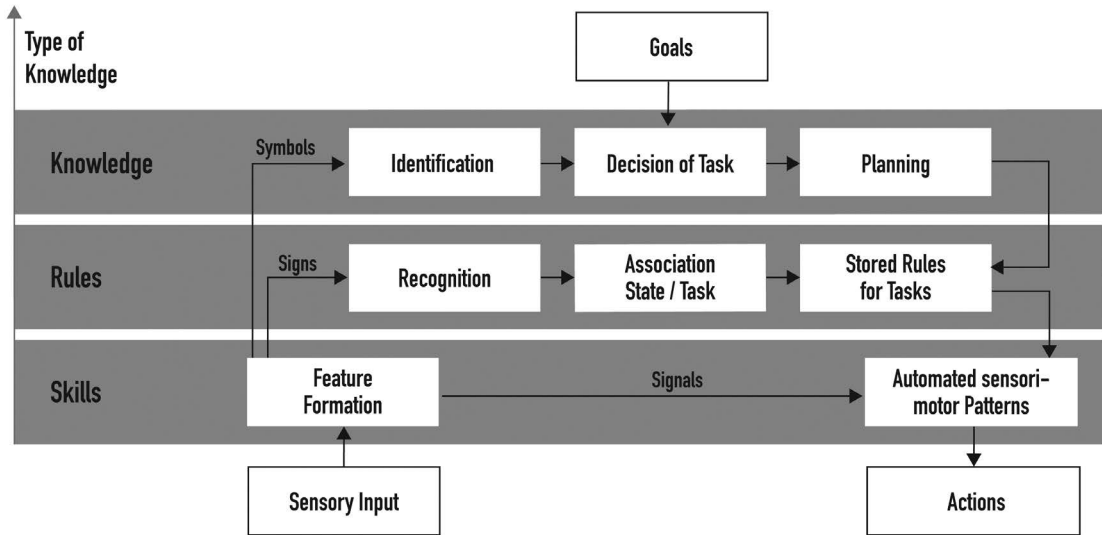 Type of
Knowledge
Goals
Knowledge
Symbols
Identification
Decision of Task
Planning
Rules
Signs
Recognition
Association
State / Task
Stored Rules
for Tasks
Skills
Feature
Formation
Signals
Automated sensori-
motor Patterns
Sensory Input
Actions